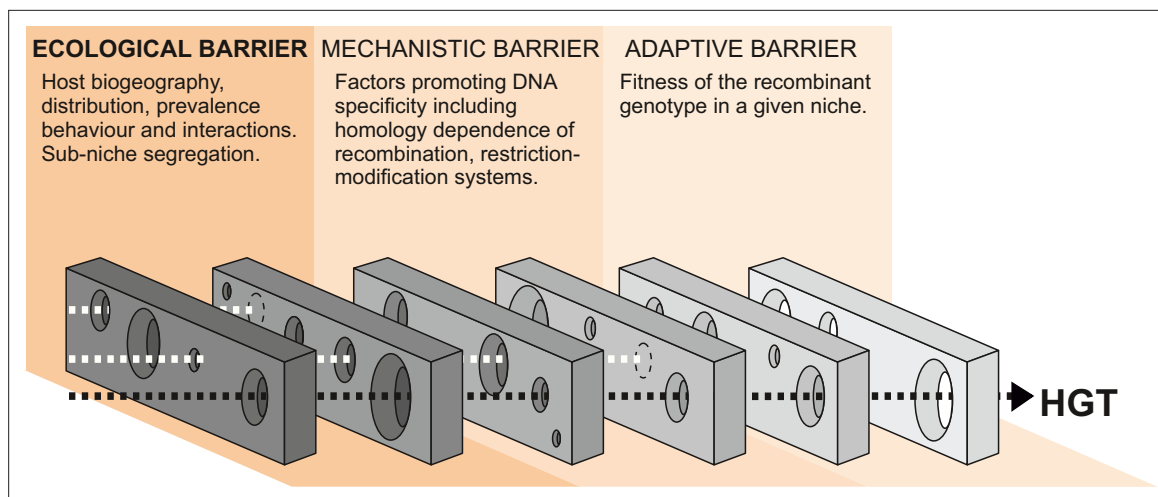 ECOLOGICAL BARRIER
Host biogeography,
distribution, prevalence
behaviour and interactions.
Sub-niche segregation.
MECHANISTIC BARRIER
Factors promoting DNA
specificity including
homology dependence of
recombination, restriction-
modification systems.
ADAPTIVE BARRIER
Fitness of the recombinant
genotype in a given niche.
HGT